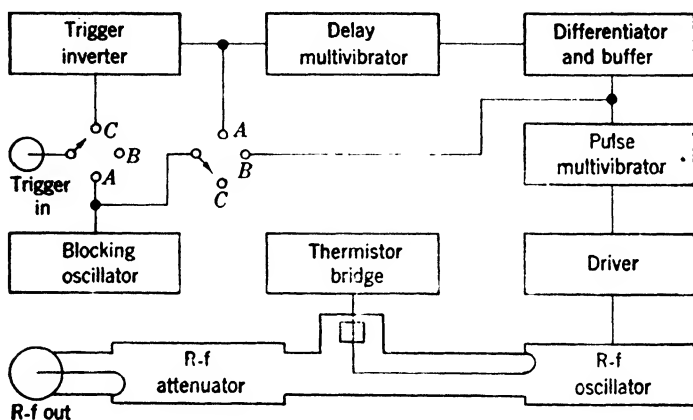 Trigger
inverter
Delay
multivibrator
Differentiator
and buffer
C
B
A
Trigger
in
A
B
C
Pulse
multivibrator
Blocking
oscillator
Thermistor
bridge
Driver
R-f
attenuator
R-f
oscillator
R-f out